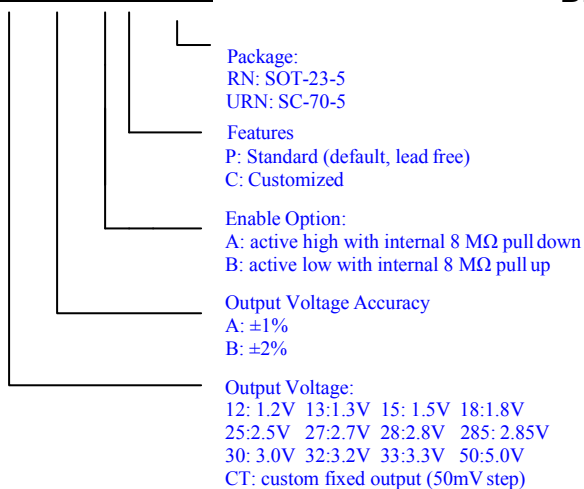 Package:
RN: SOT-23-5
URN: SC-70-5
Features
P: Standard (default, lead free)
C: Customized
Enable Option:
A: active high with internal 8 MΩ pull down
B: active low with internal 8 MΩ pull up
Output Voltage Accuracy
A: ±1%
B: ±2%
Output Voltage:
12: 1.2V 13:1.3V 15: 1.5V 18:1.8V
25:2.5V 27:2.7V 28:2.8V 285: 2.85V
30: 3.0V 32:3.2V 33:3.3V 50:5.0V
CT: custom fixed output (50mV step)